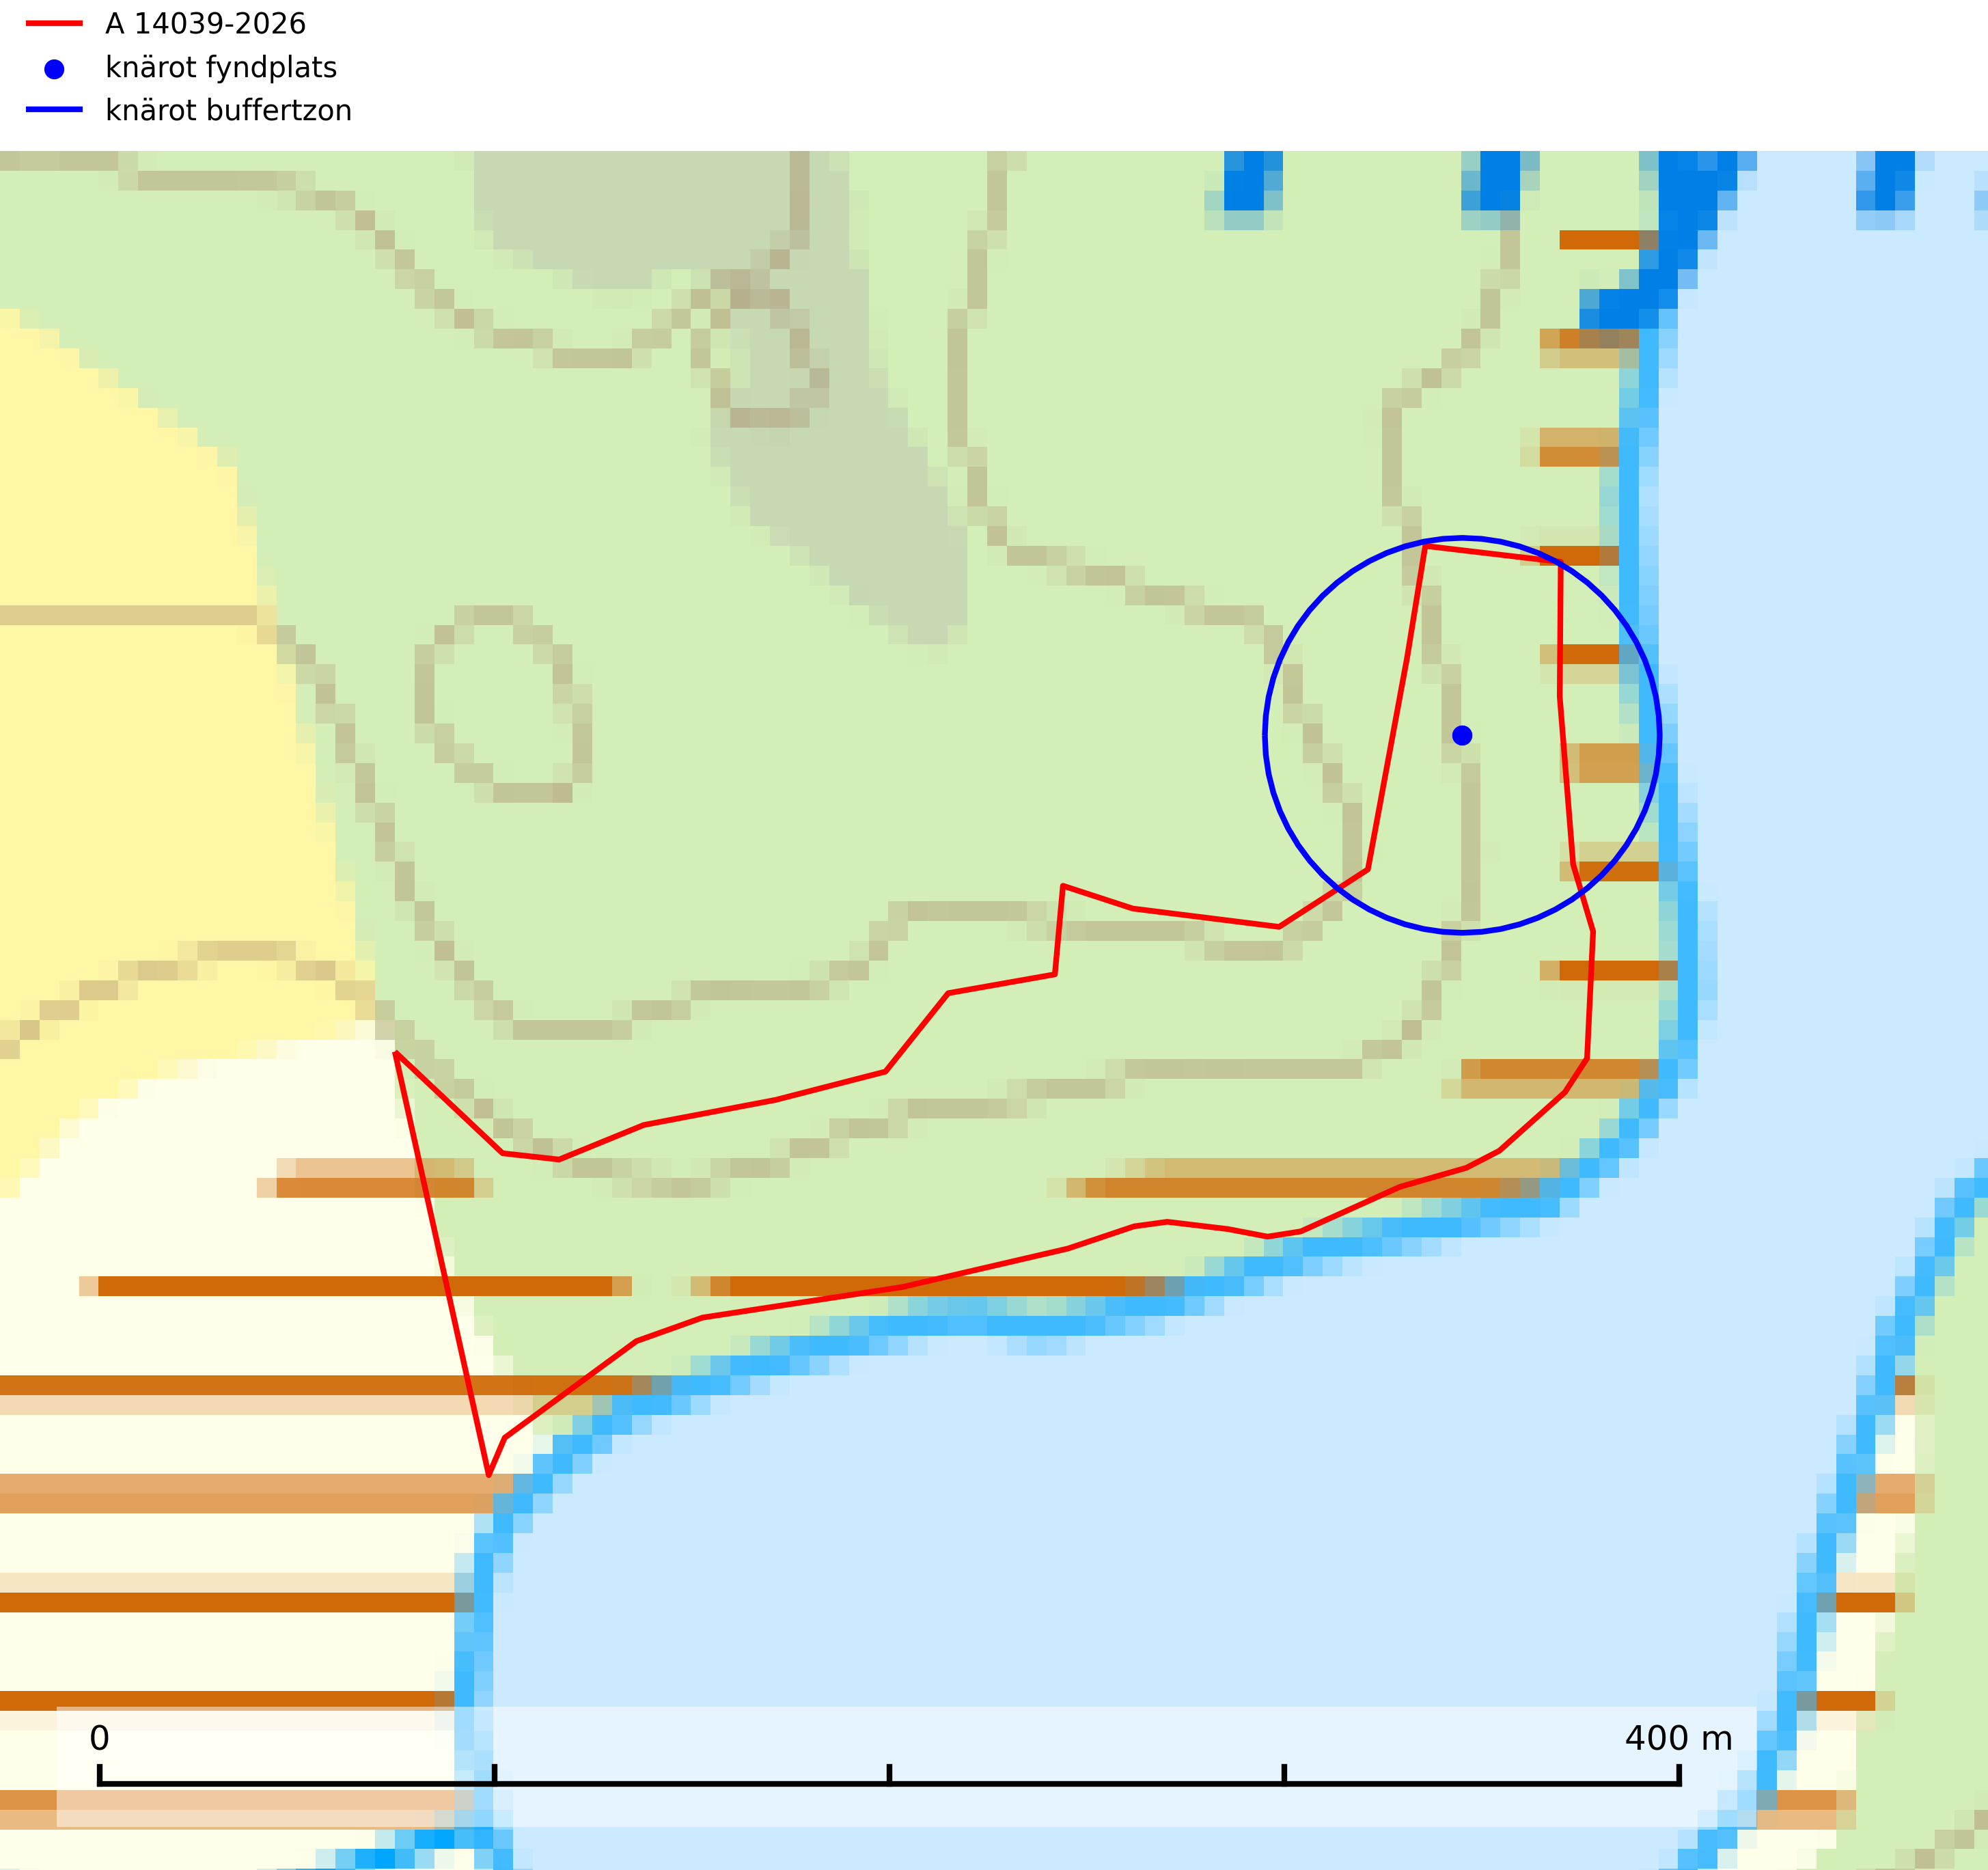 A 14039-2026
knärot fyndplats
knärot buffertzon
0
400 m